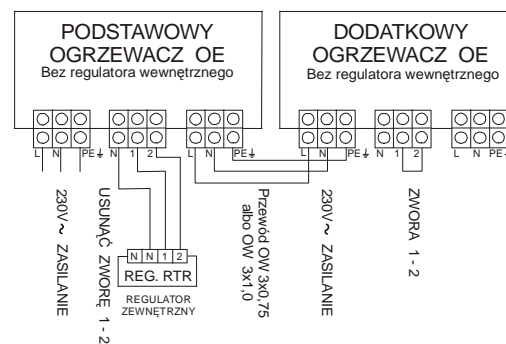 PODSTAWOWY
OGRZEWACZ OE
Bez regulatora wewnętrznego
L N PE N 1 2 L N PE
230V ~ ZASILANIE
USUNĄĆ ZWORĘ 1 - 2
N N 1 2
REG. RTR
REGULATOR
ZEWNĘTRZNY
Przewód OW 3x0,75
albo OW 3x1,0
DODATKOWY
OGRZEWACZ OE
Bez regulatora wewnętrznego
L N PE N 1 2 L N PE
230V ~ ZASILANIE
ZWORA 1 - 2